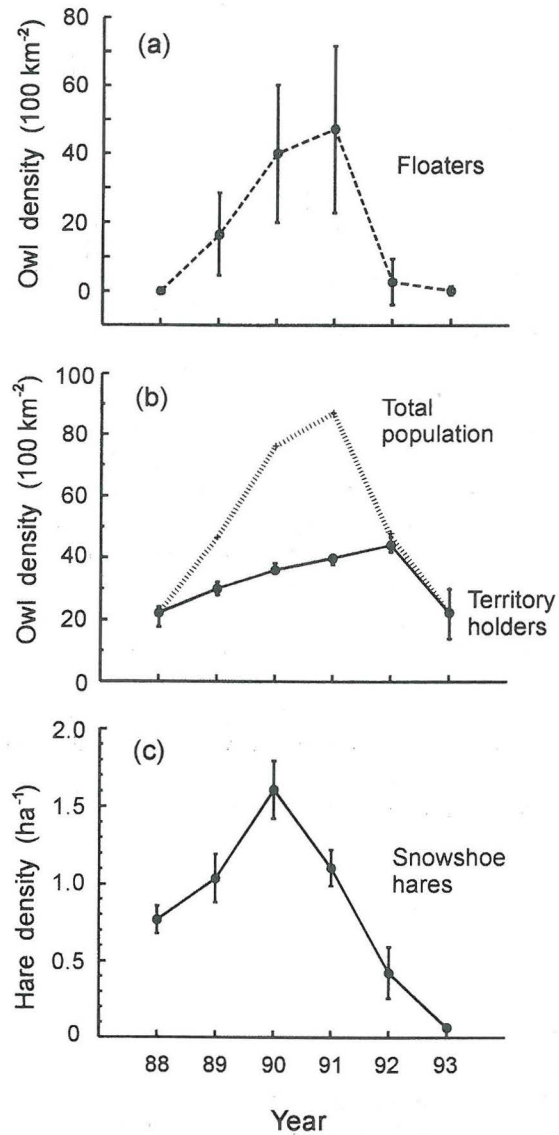 (a)
Owl density (100 km⁻²)
80
60
40
20
0
Floaters
(b)
Owl density (100 km⁻²)
100
80
60
40
20
0
Total
population
Territory
holders
(c)
Hare density (ha⁻¹)
2.0
1.5
1.0
0.5
0
Snowshoe
hares
88 89 90 91 92 93
Year